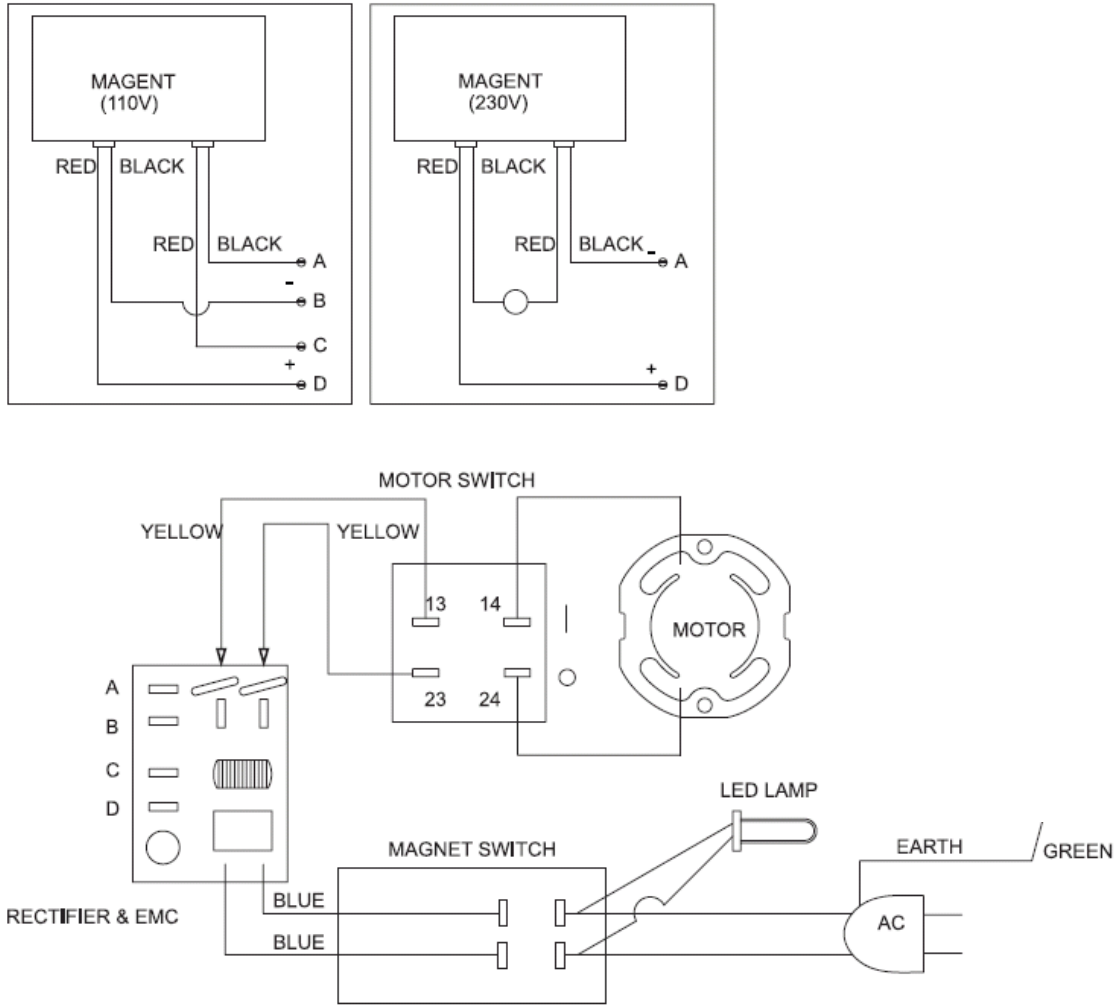 MAGENT
(110V)
RED BLACK
RED BLACK
A
-
B
C
+
D
MAGENT
(230V)
RED BLACK
RED BLACK
-
A
+
D
MOTOR SWITCH
YELLOW YELLOW
13 14
23 24
MOTOR
A
B
C
D
RECTIFIER & EMC
MAGNET SWITCH
BLUE
BLUE
LED LAMP
EARTH
GREEN
AC